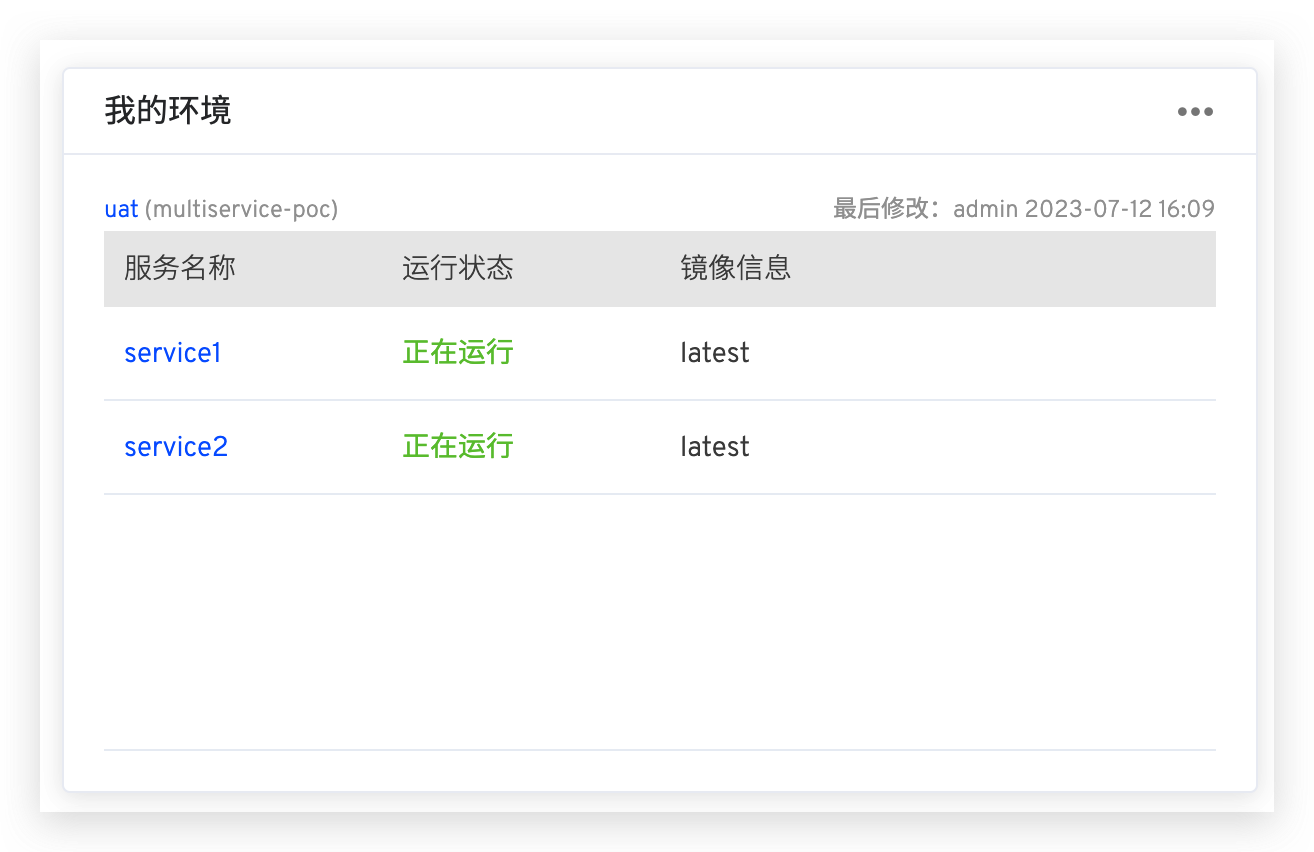 我的环境
uat (multiservice-poc) 最后修改：admin 2023-07-12 16:09
服务名称 运行状态 镜像信息
service1 正在运行 latest
service2 正在运行 latest